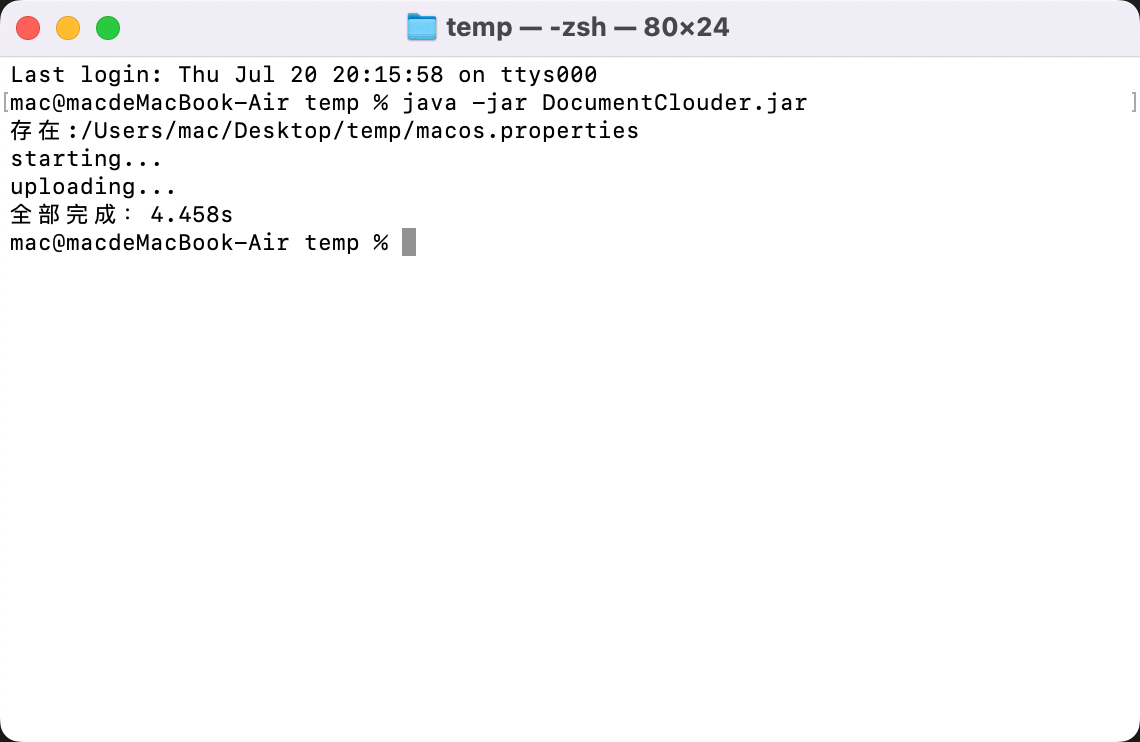 temp — -zsh — 80×24
Last login: Thu Jul 20 20:15:58 on ttys000
[mac@macdeMacBook-Air temp % java -jar DocumentClouder.jar ]
存在:/Users/mac/Desktop/temp/macos.properties
starting...
uploading...
全部完成: 4.458s
mac@macdeMacBook-Air temp %